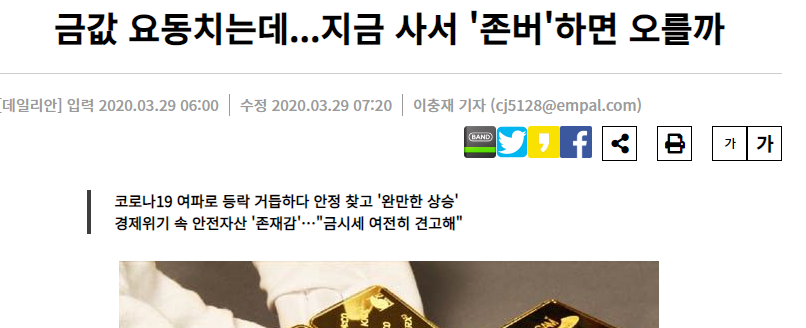 금값 요동치는데...지금 사서 '존버'하면 오를까
[데일리안] 입력 2020.03.29 06:00 수정 2020.03.29 07:20 이충재 기자 (cj5128@empal.com)
BAND
가 가
코로나19 여파로 등락 거듭하다 안정 찾고 '완만한 상승'
경제위기 속 안전자산 '존재감'…"금시세 여전히 견고해"